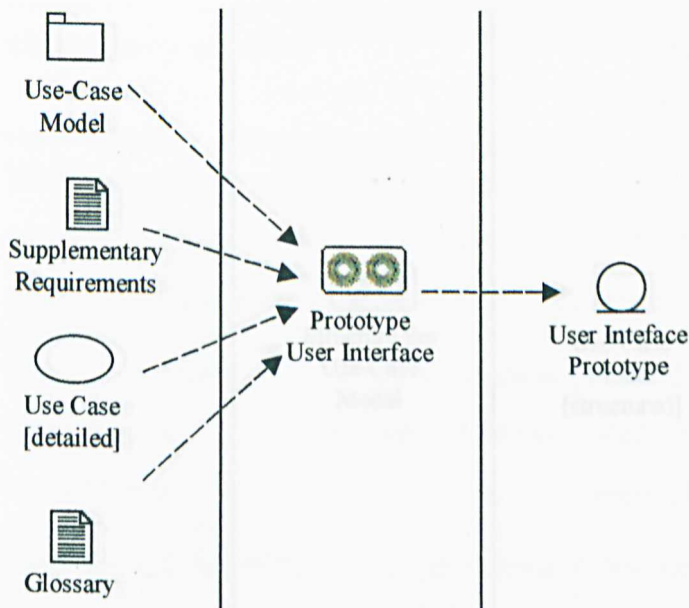 Use-Case
Model
Supplementary
Requirements
Prototype
User Interface
User Inteface
Prototype
Use Case
[detailed]
Glossary